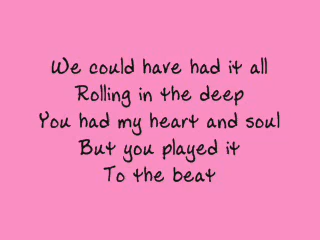 We could have had it all
Rolling in the deep
You had my heart and soul
But you played it
To the beat